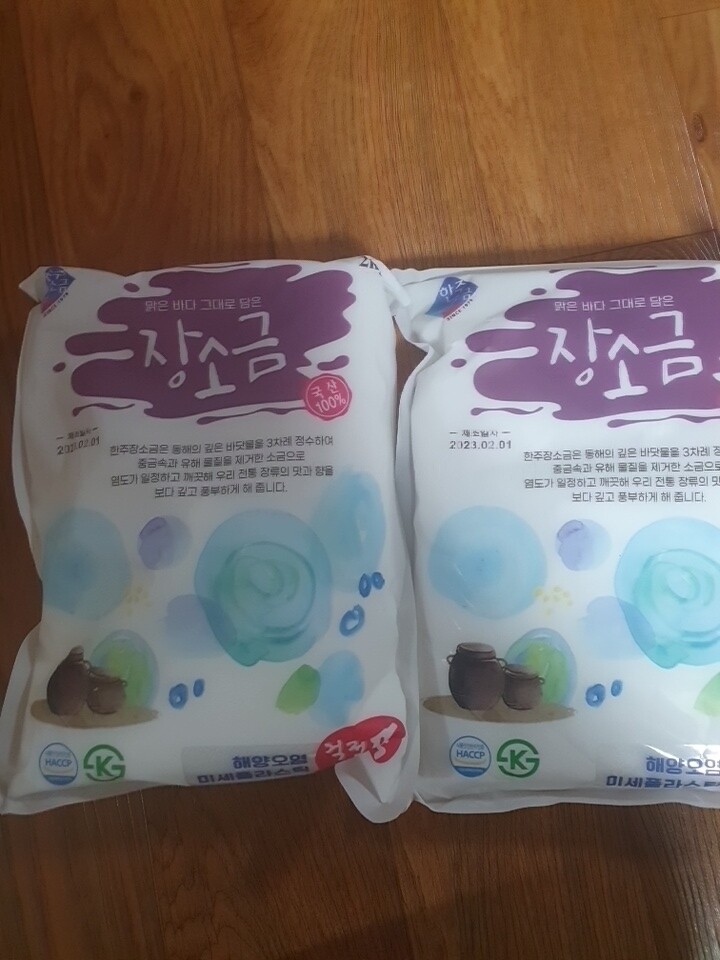 맑은 바다 그대로 담은
장소금
국산
100%
제조일자
2023.02.01
한주장소금은 동해의 깊은 바닷물을 3차례 정수하여
중금속과 유해 물질을 제거한 소금으로
염도가 일정하고 깨끗해 우리 전통 장류의 맛과 향을
보다 깊고 풍부하게 해 줍니다.
HACCP
K
해양오염
미세플라스틱
걱정 뚝
맑은 바다 그대로 담은
장소금
제조일자
2023.02.01
한주장소금은 동해의 깊은 바닷물을 3차례
중금속과 유해 물질을 제거한 소금으로
염도가 일정하고 깨끗해 우리 전통 장류의
보다 깊고 풍부하게 해 줍니다.
HACCP
K
해양오염
미세플라스틱